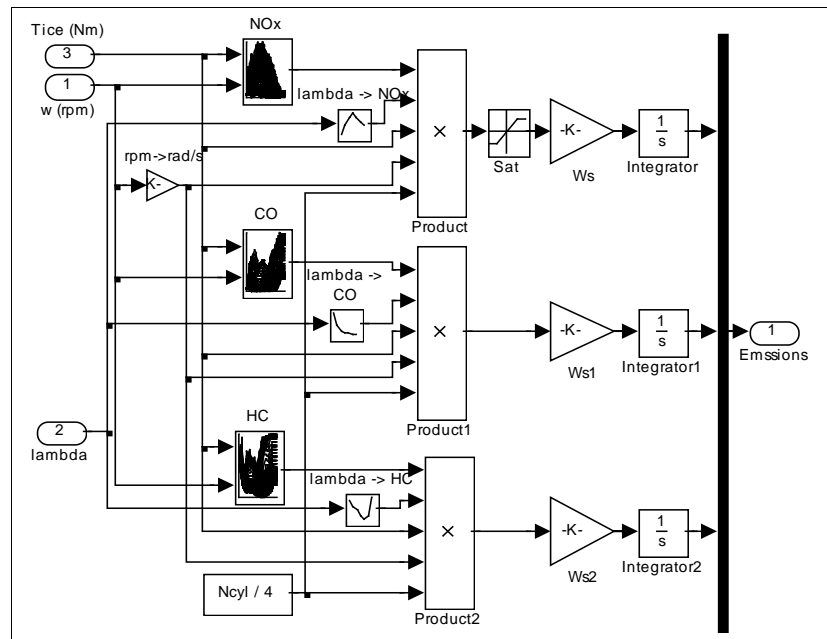 Tice (Nm)
3
1
w (rpm)
NOx
lambda -> NOx
rpm->rad/s
K-
×
Product
Sat
-K-
Ws
1
s
Integrator
CO
lambda ->
CO
×
Product1
-K-
Ws1
1
s
Integrator1
1
Emssions
2
lambda
HC
lambda -> HC
×
Product2
-K-
Ws2
1
s
Integrator2
Ncyl / 4